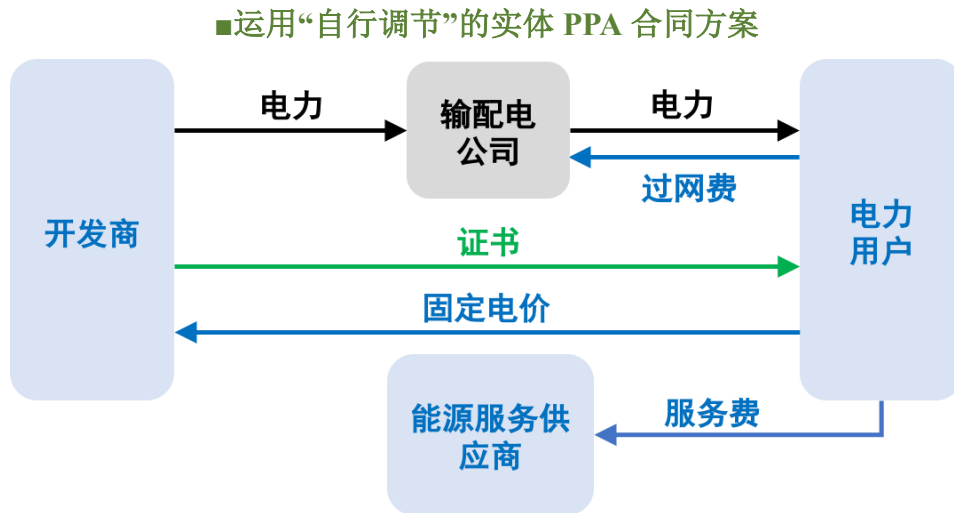 ■运用“自行调节”的实体 PPA 合同方案
电力
输配电
公司
电力
过网费
开发商
电力
用户
证书
固定电价
能源服务供
应商
服务费